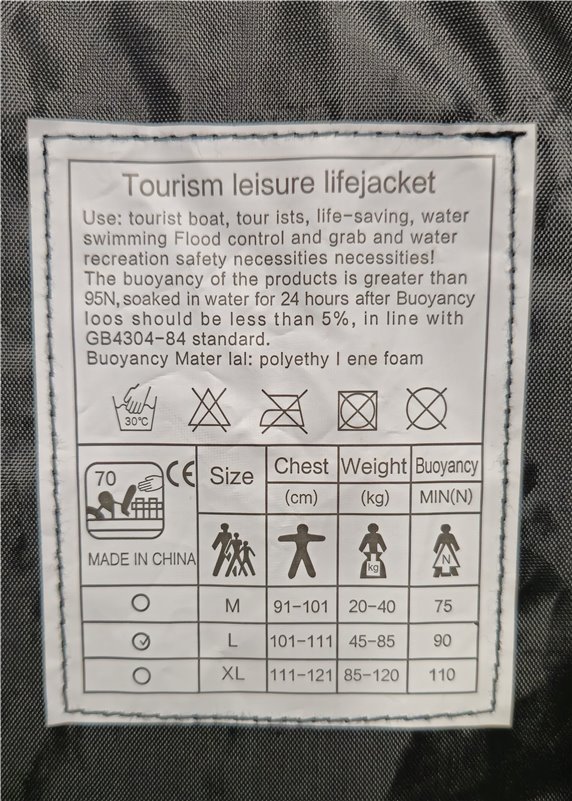 Tourism leisure lifejacket
Use: tourist boat, tour ists, life-saving, water
swimming Flood control and grab and water
recreation safety necessities necessities!
The buoyancy of the products is greater than
95N, soaked in water for 24 hours after Buoyancy
loos should be less than 5%, in line with
GB4304-84 standard.
Buoyancy Mater lal: polyethy l ene foam
30℃
70 CE
Size Chest Weight Buoyancy
(cm) (kg) MIN(N)
kg N
MADE IN CHINA
M 91-101 20-40 75
L 101-111 45-85 90
XL 111-121 85-120 110